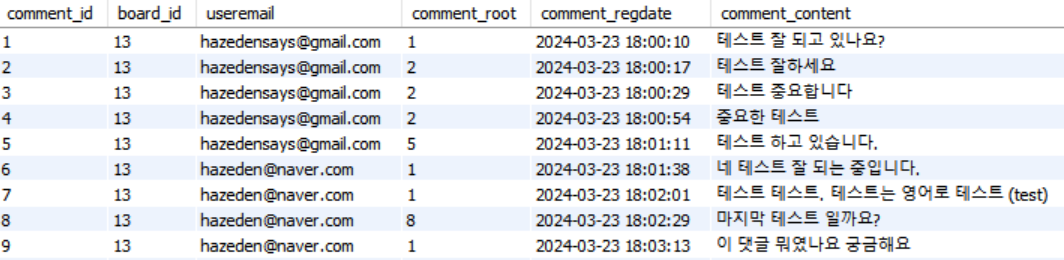 comment_id board_id useremail comment_root comment_regdate comment_content
1 13 hazedensays@gmail.com 1 2024-03-23 18:00:10 테스트 잘 되고 있나요?
2 13 hazedensays@gmail.com 2 2024-03-23 18:00:17 테스트 잘하세요
3 13 hazedensays@gmail.com 2 2024-03-23 18:00:29 테스트 중요합니다
4 13 hazedensays@gmail.com 2 2024-03-23 18:00:54 중요한 테스트
5 13 hazedensays@gmail.com 5 2024-03-23 18:01:11 테스트 하고 있습니다.
6 13 hazeden@naver.com 1 2024-03-23 18:01:38 네 테스트 잘 되는 중입니다.
7 13 hazeden@naver.com 1 2024-03-23 18:02:01 테스트 테스트. 테스트는 영어로 테스트 (test)
8 13 hazeden@naver.com 8 2024-03-23 18:02:29 마지막 테스트 일까요?
9 13 hazeden@naver.com 1 2024-03-23 18:03:13 이 댓글 뭐였나요 궁금해요